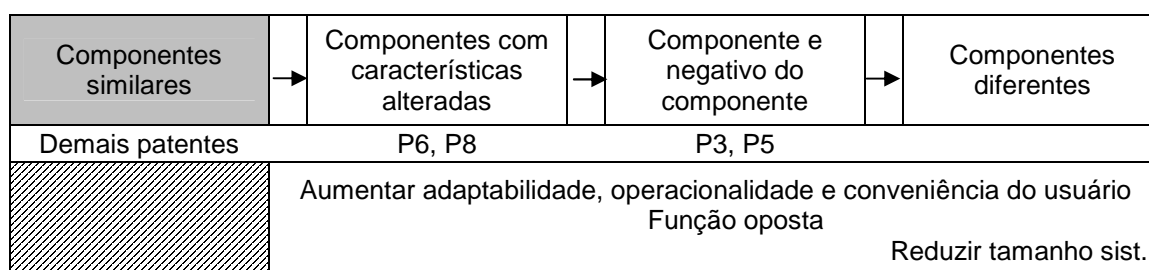 Componentes
similares
Componentes com
características
alteradas
Componente e
negativo do
componente
Componentes
diferentes
Demais patentes
P6, P8
P3, P5
Aumentar adaptabilidade, operacionalidade e conveniência do usuário
Função oposta
Reduzir tamanho sist.